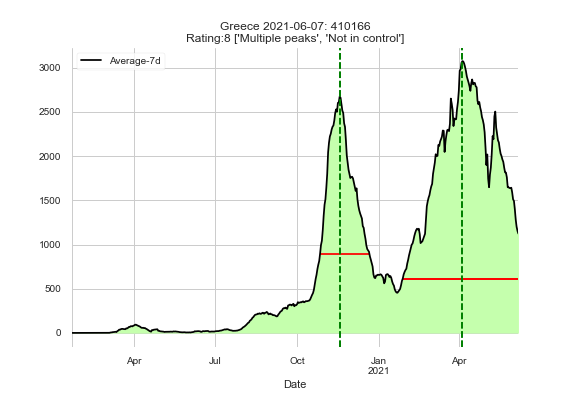 Greece 2021-06-07: 410166
Rating:8 ['Multiple peaks', 'Not in control']
Average-7d
3000
2500
2000
1500
1000
500
0
Apr Jul Oct Jan Apr
2021
Date